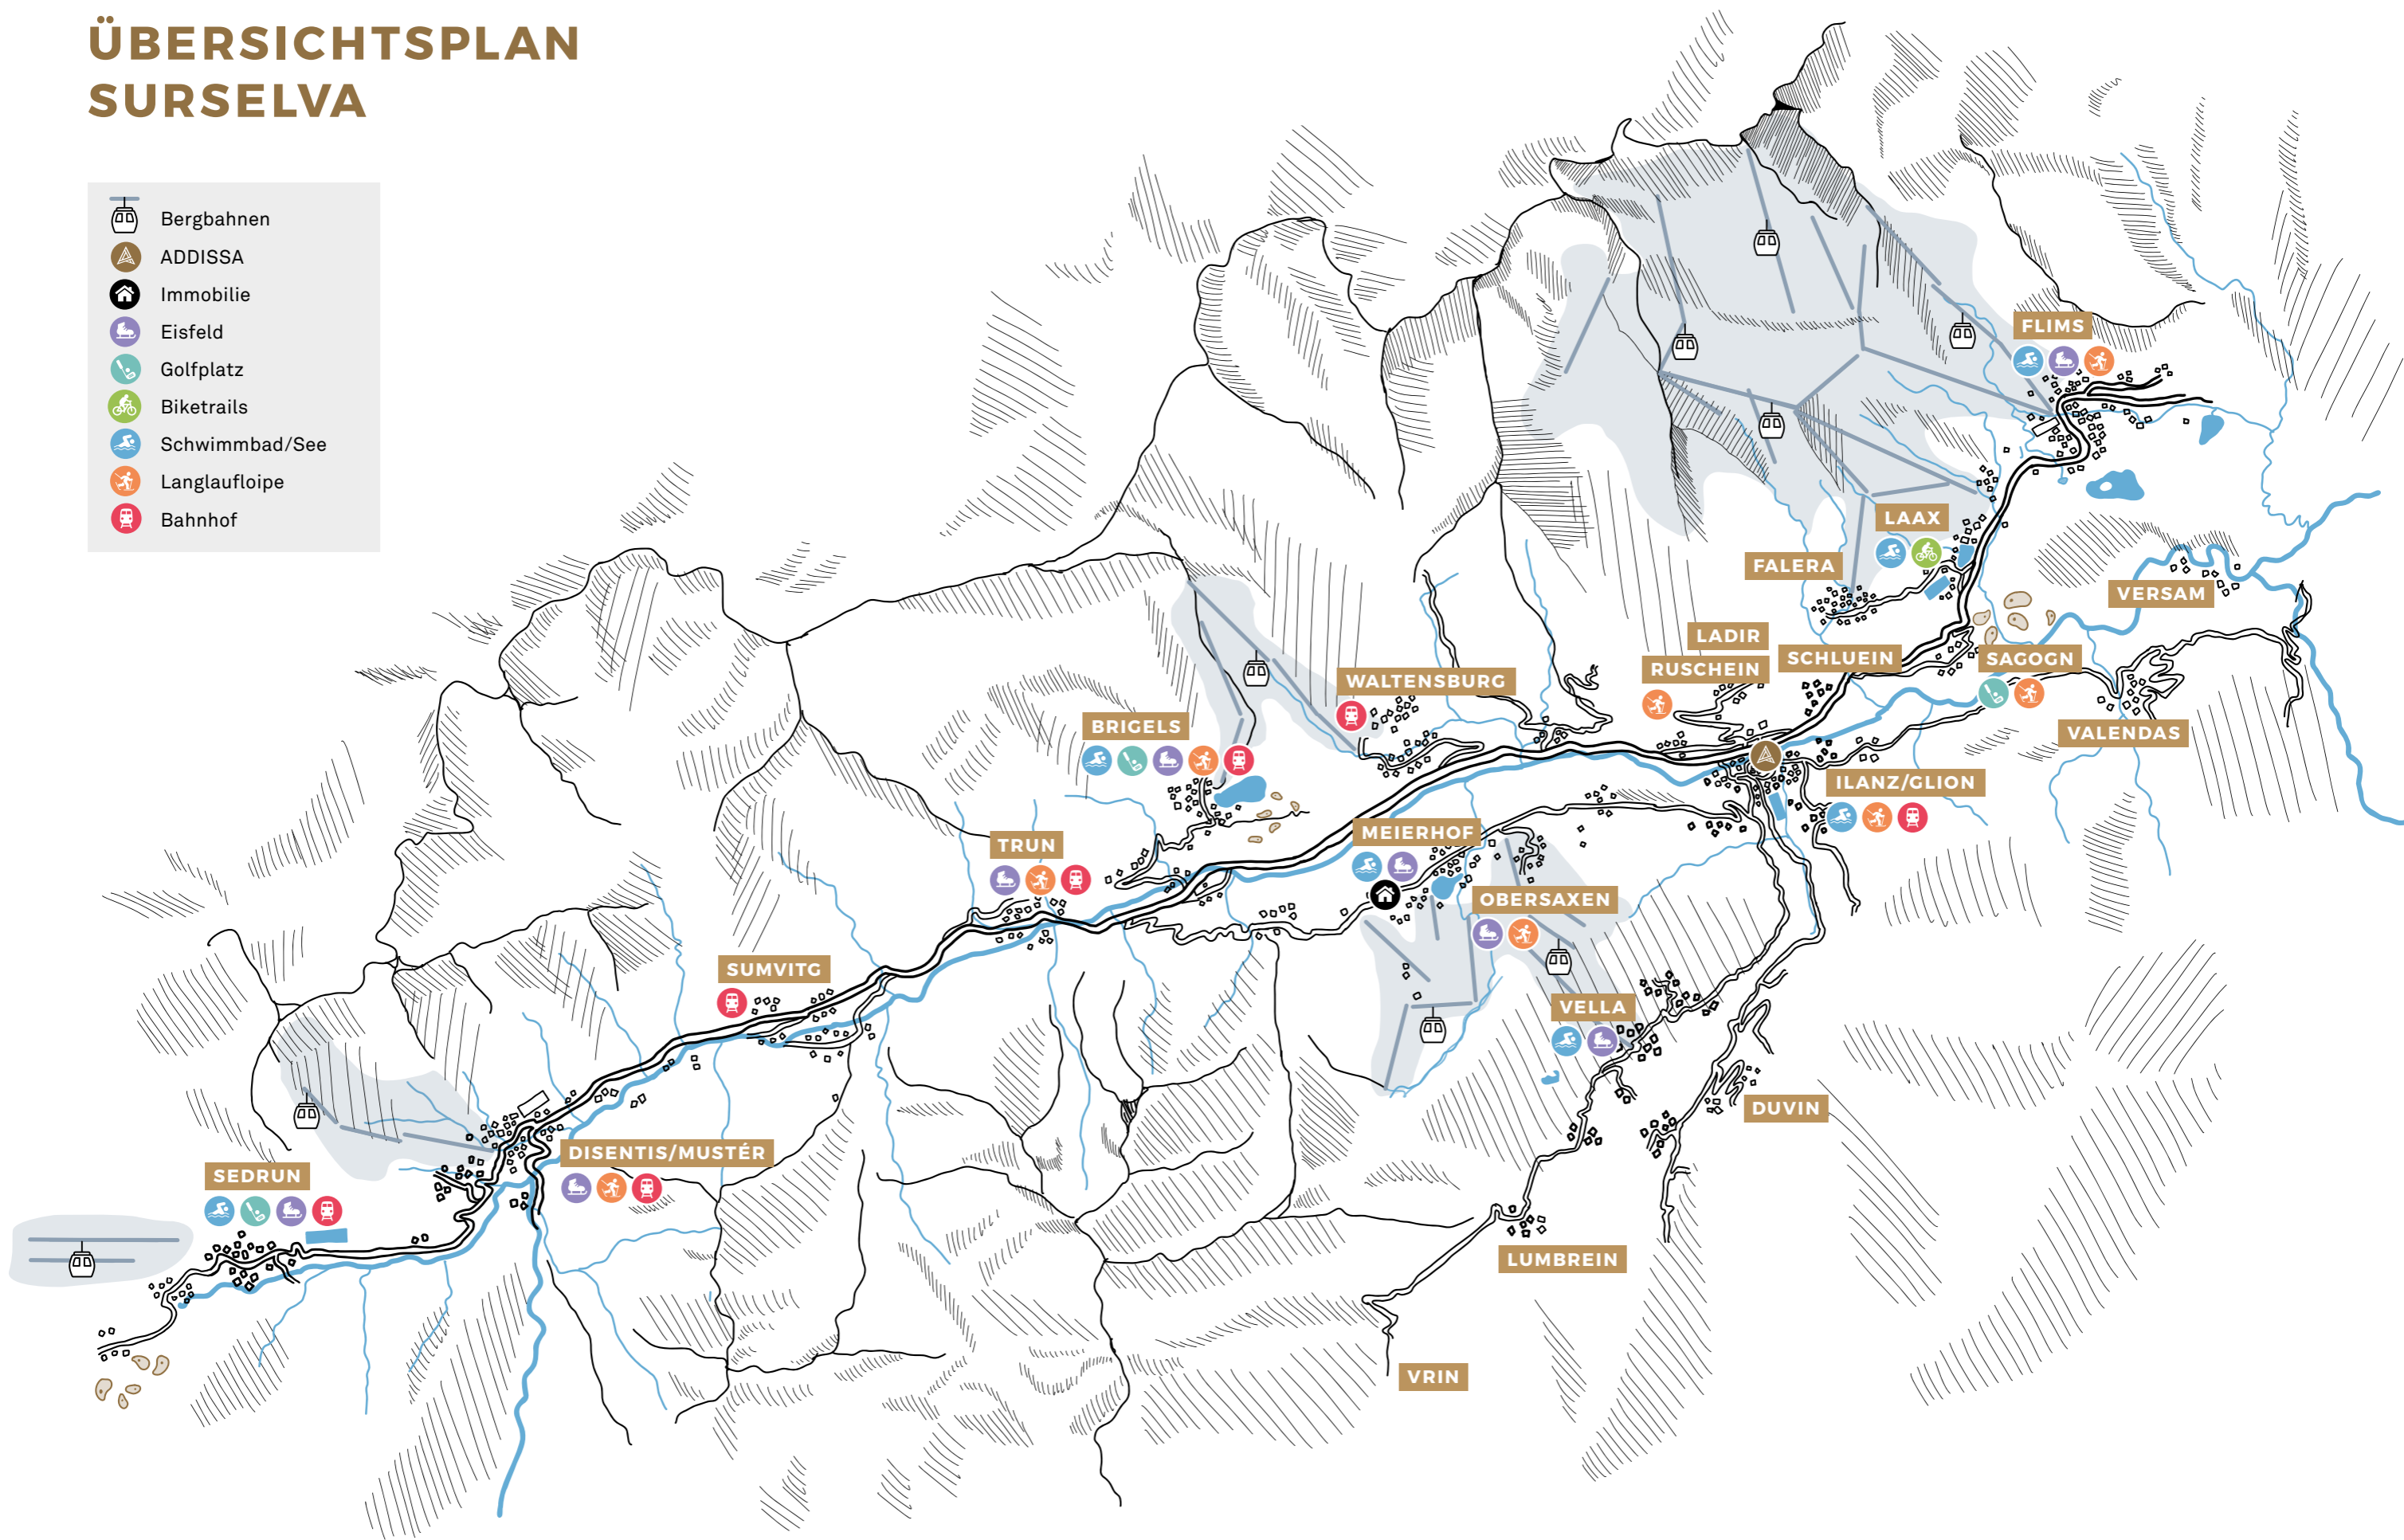 ÜBERSICHTSPLAN
SURSELVA
Bergbahnen
ADDISSA
Immobilie
Eisfeld
Golfplatz
Biketrails
Schwimmbad/See
Langlaufloipe
Bahnhof
FLIMS
LAAX
FALERA
VERSAM
LADIR
RUSCHEIN
SCHLUEIN
SAGOGN
WALTENSBURG
BRIGELS
VALENDAS
ILANZ/GLION
MEIERHOF
TRUN
OBERSAXEN
SUMVITG
VELLA
DUVIN
DISENTIS/MUSTÉR
SEDRUN
LUMBREIN
VRIN